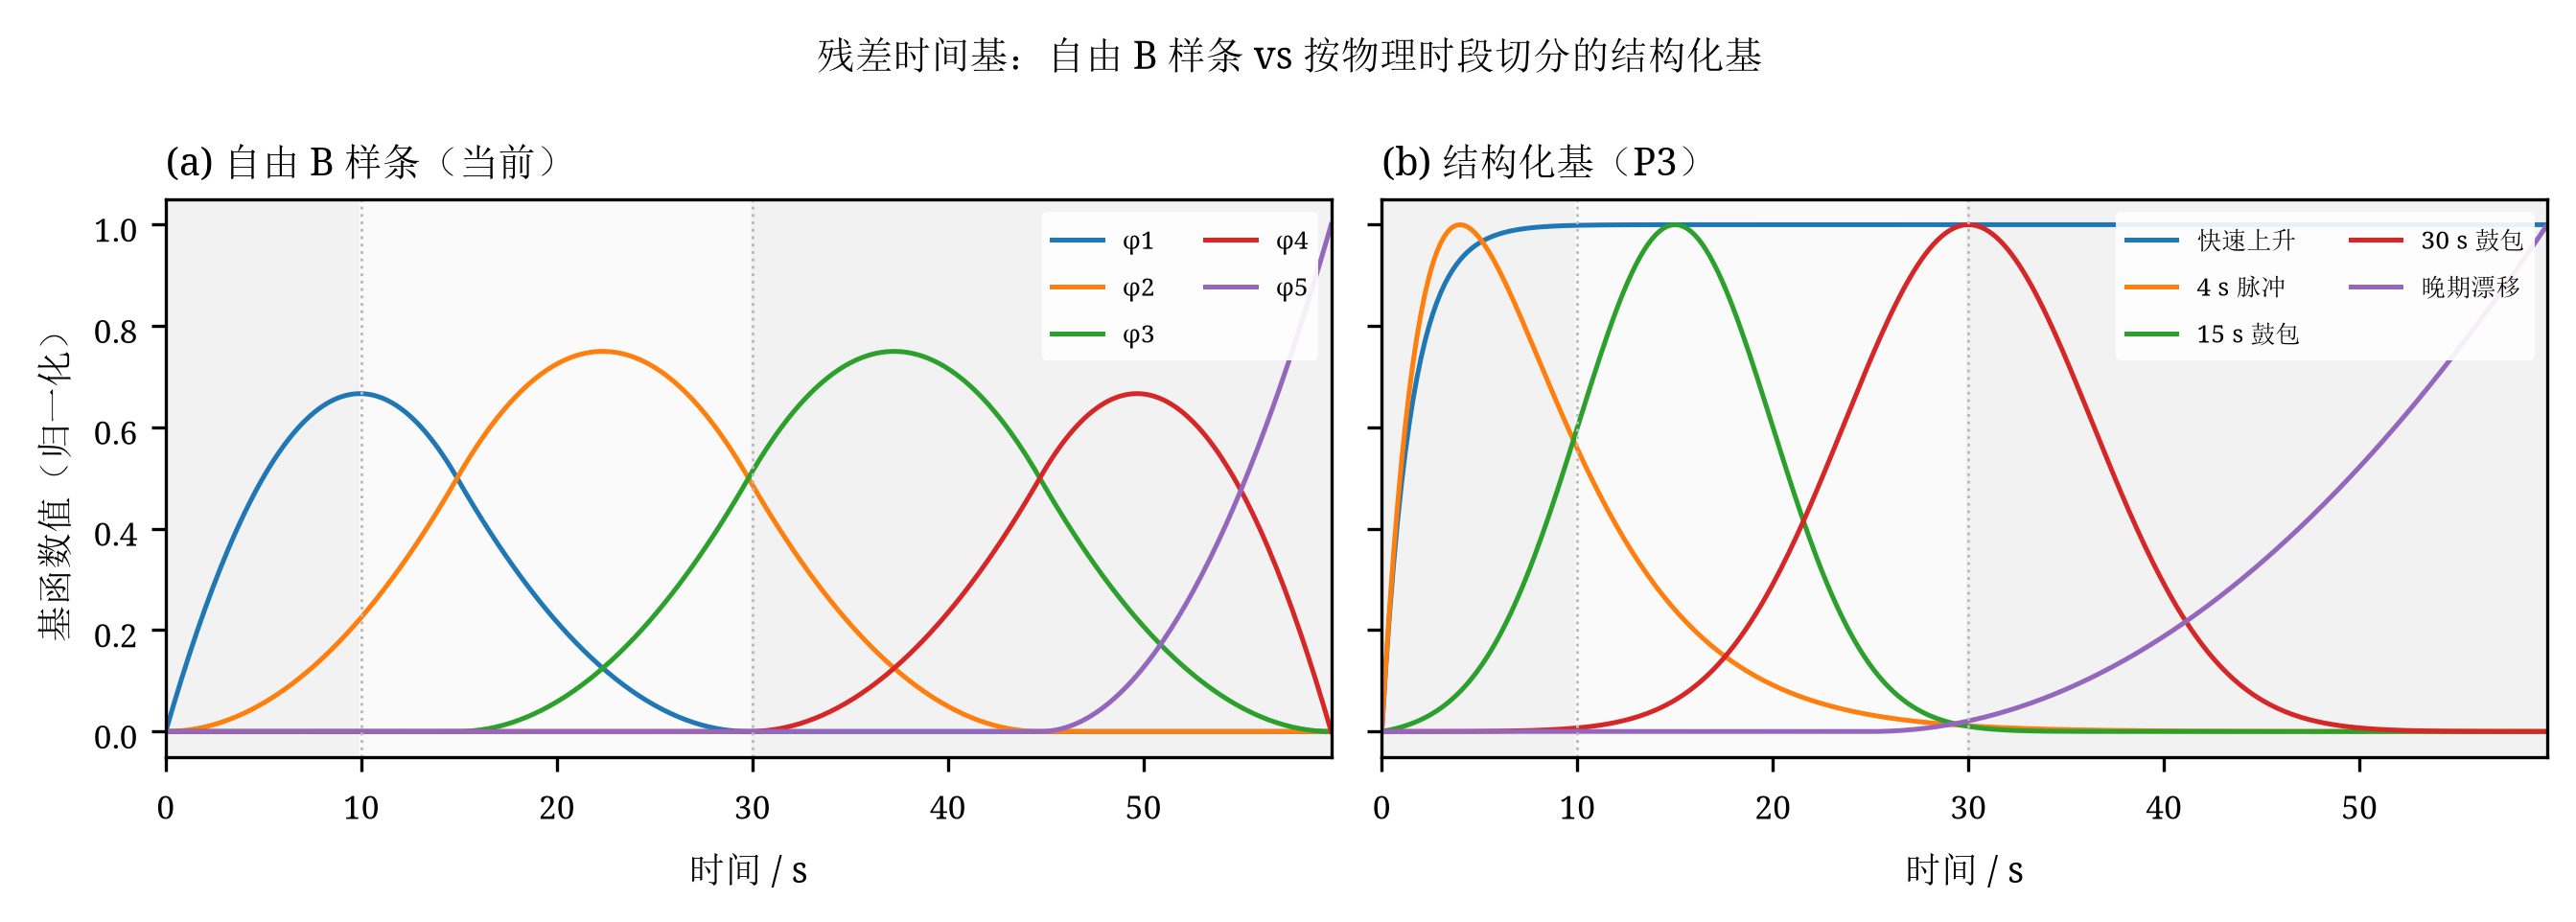 残差时间基：自由 B 样条 vs 按物理时段切分的结构化基
(a) 自由 B 样条（当前）
基函数值（归一化）
1.0
0.8
0.6
0.4
0.2
0.0
φ1
φ2
φ3
φ4
φ5
0 10 20 30 40 50
时间 / s
(b) 结构化基（P3）
快速上升
4 s 脉冲
15 s 鼓包
30 s 鼓包
晚期漂移
0 10 20 30 40 50
时间 / s